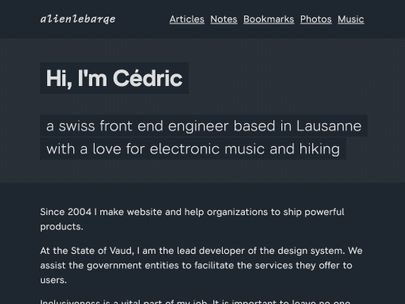 alienlebarge
Articles Notes Bookmarks Photos Music
Hi, I'm Cédric
a swiss front end engineer based in Lausanne
with a love for electronic music and hiking
Since 2004 I make website and help organizations to ship powerful
products.
At the State of Vaud, I am the lead developer of the design system. We
assist the government entities to facilitate the services they offer to
users.
Inclusiveness is a vital part of my job. It is important to leave no one